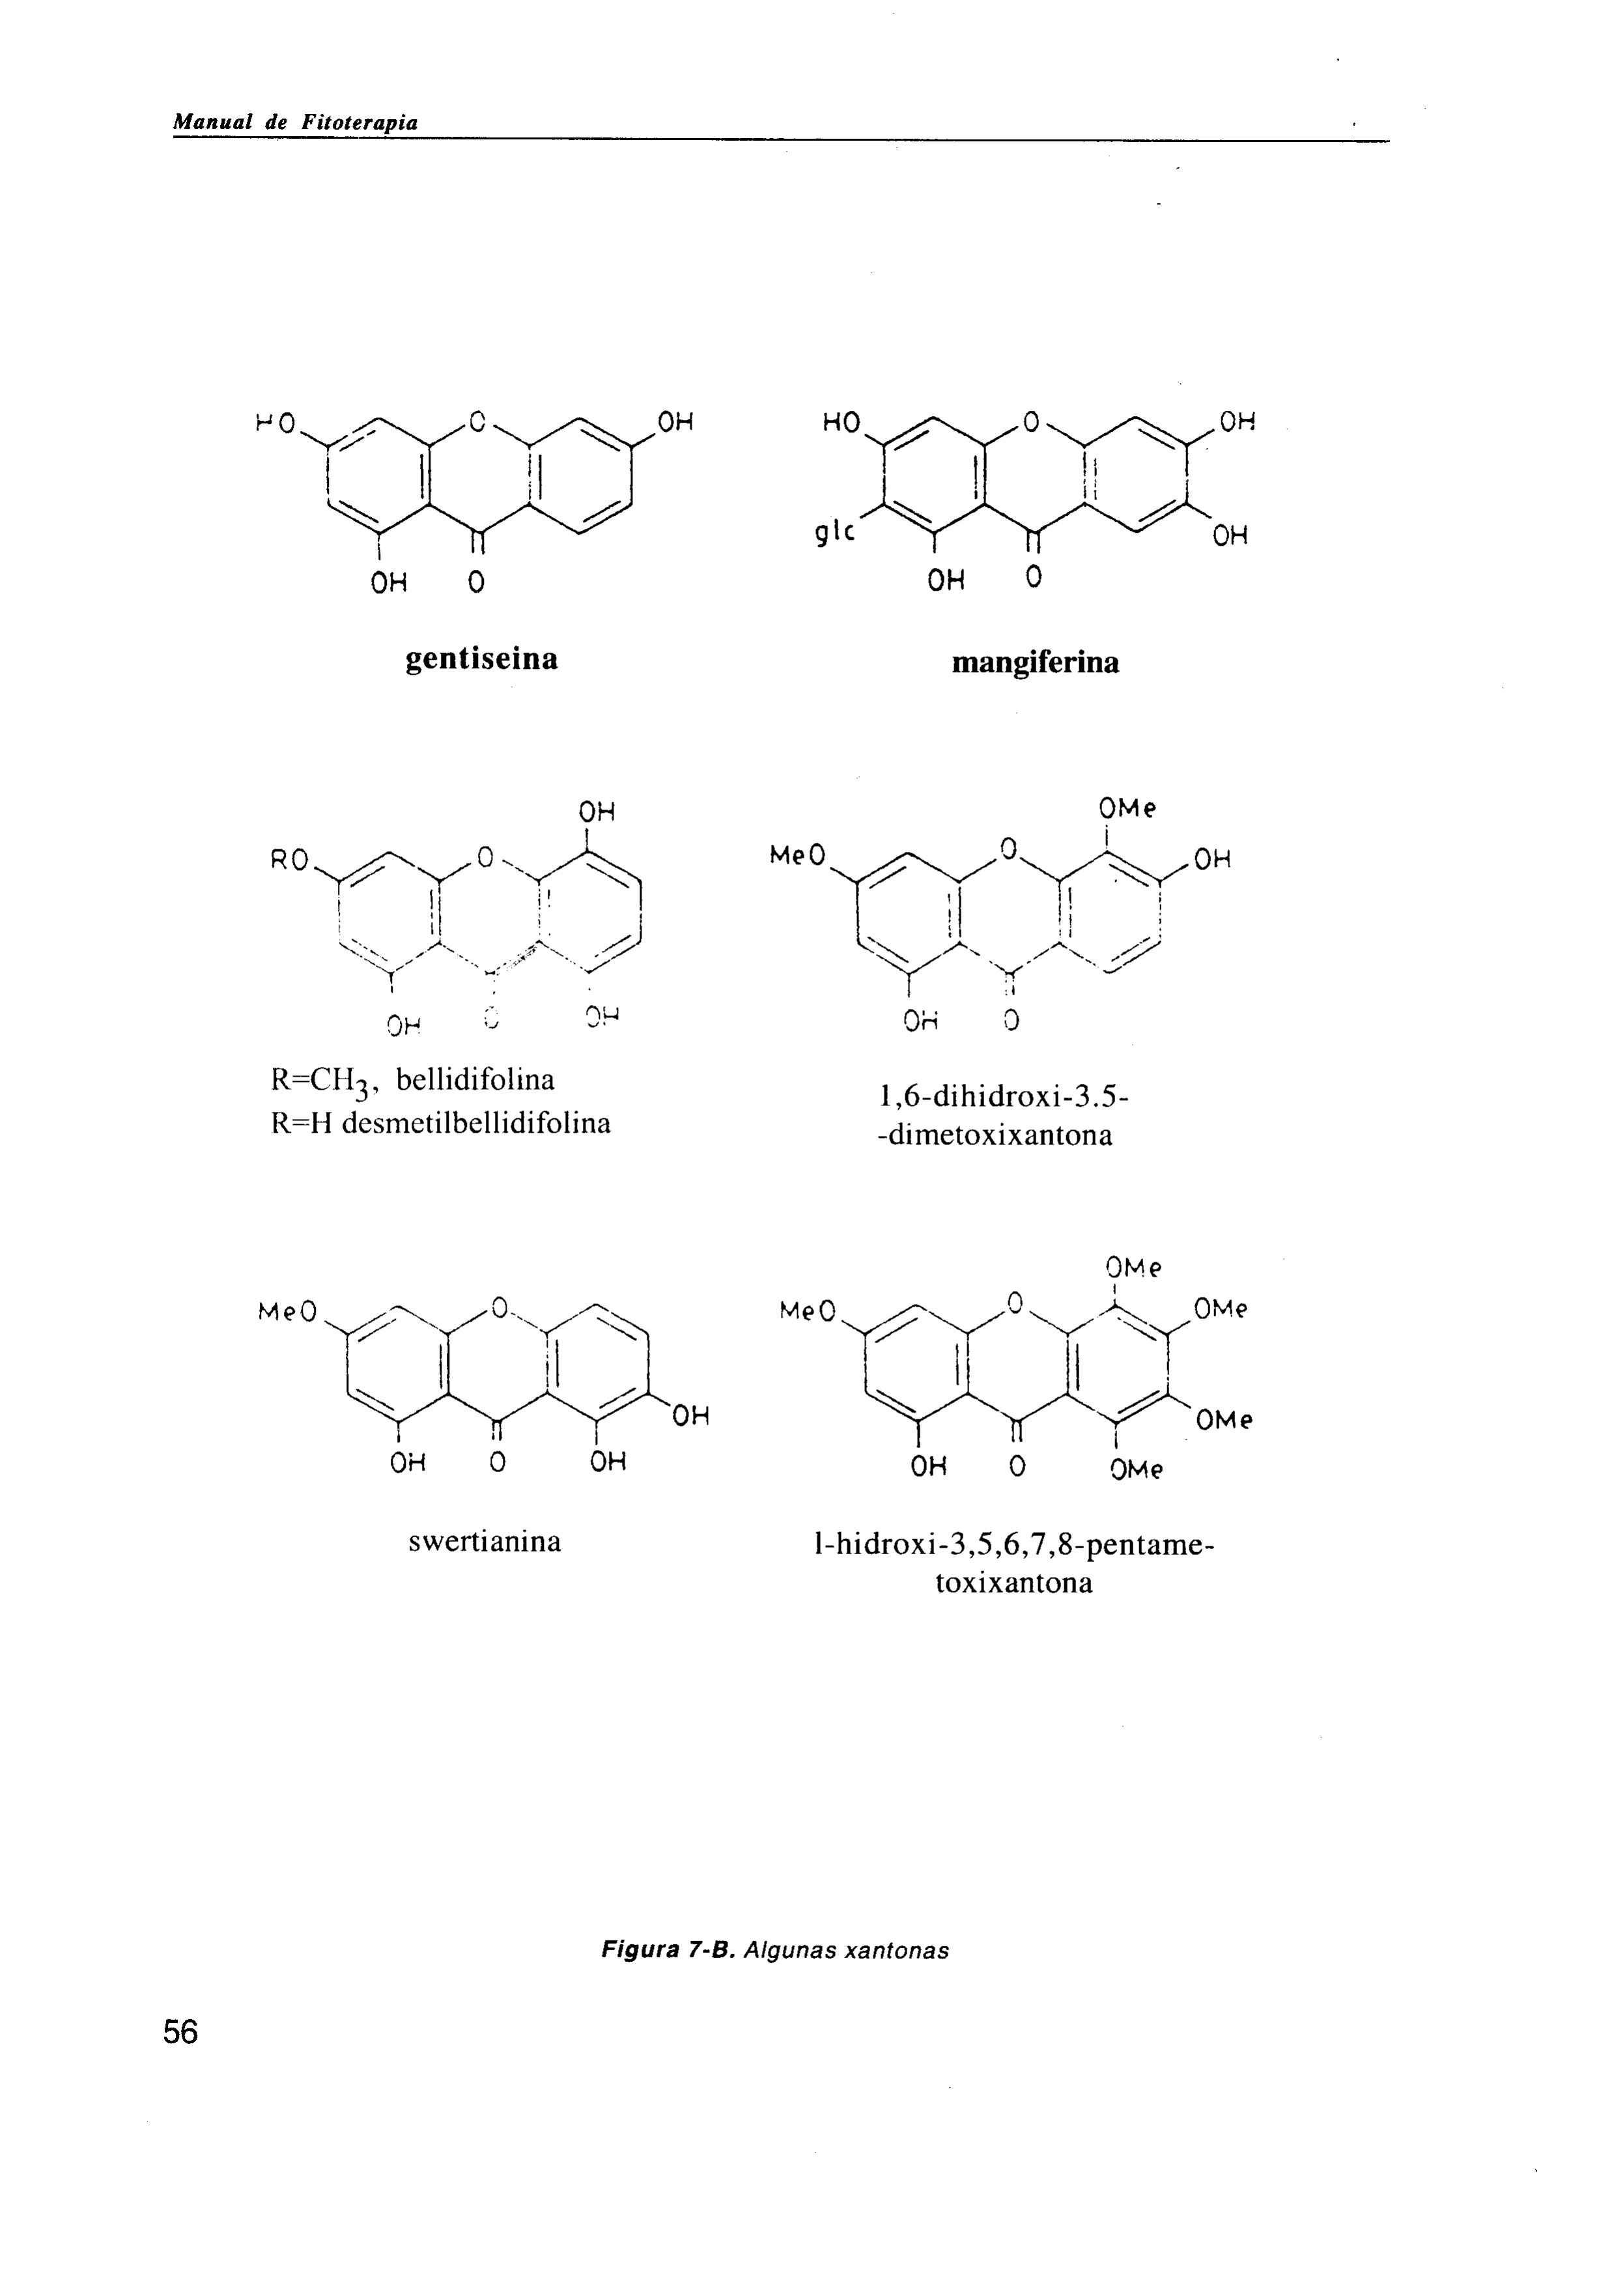 Manual de Fitoterapia
HO
O
OH
OH
O
gentiseina
HO
O
OH
glc
OH
OH
O
mangiferina
OH
RO
O
OH
O
OH
R=CH3, bellidifolina
R=H desmetilbellidifolina
OMe
MeO
O
OH
OH
O
1,6-dihidroxi-3.5-
-dimetoxixantona
MeO
O
OH
OH
O
OH
swertianina
OMe
MeO
O
OMe
OMe
OH
O
OMe
1-hidroxi-3,5,6,7,8-pentame-
toxixantona
Figura 7-B. Algunas xantonas
56